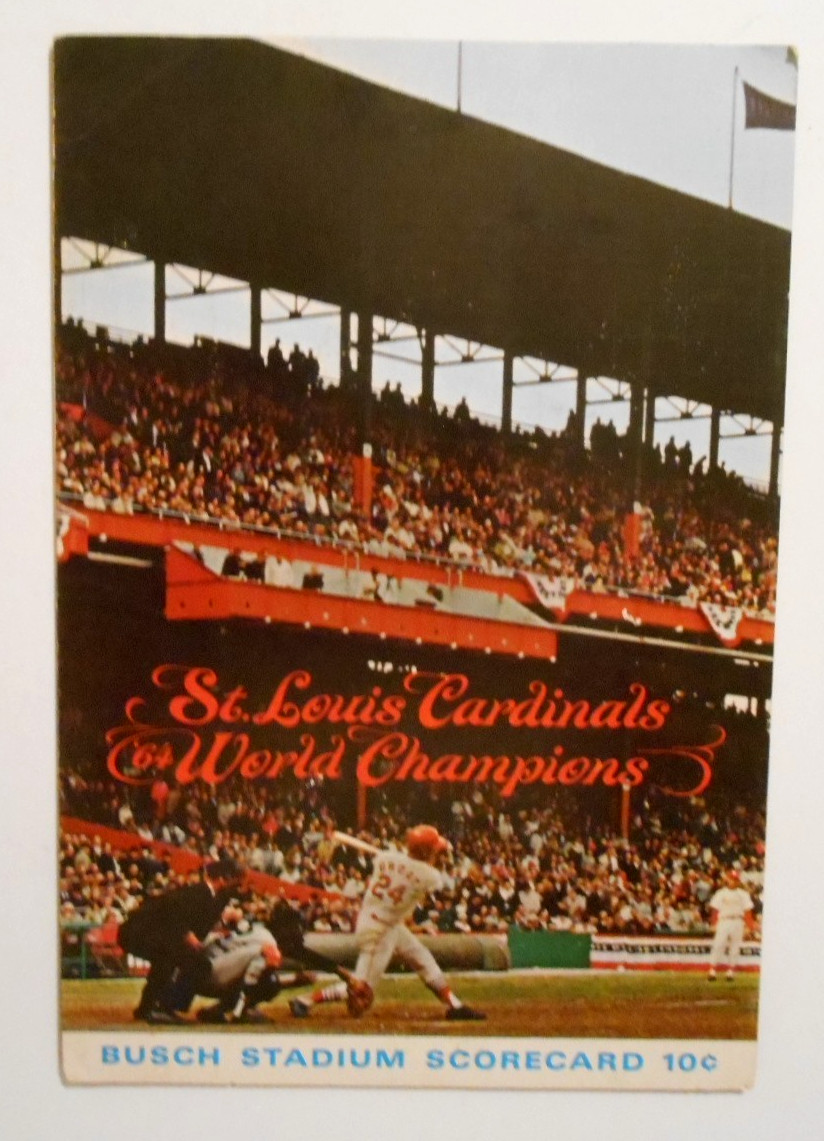 St. Louis Cardinals
'64 World Champions
24
BUSCH STADIUM SCORECARD 10¢